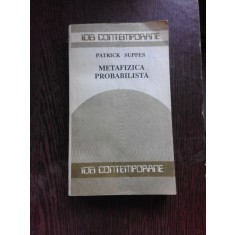 IDEI CONTEMPORANE
PATRICK SUPPES
METAFIZICA
PROBABILISTĂ
IDEI CONTEMPORANE